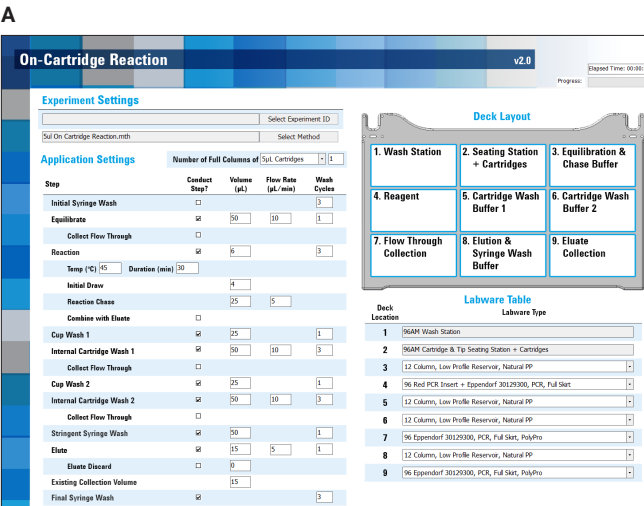 A
On-Cartridge Reaction v2.0
Elapsed Time: 00:00:
Progress:
Experiment Settings
Select Experiment ID
5ul On Cartridge Reaction.mth Select Method
Application Settings Number of Full Columns of 5µL Cartridges 1
Step Conduct Step? Volume (µL) Flow Rate (µL/min) Wash Cycles
Initial Syringe Wash 3
Equilibrate 50 10 1
Collect Flow Through
Reaction 6 3
Temp (°C) 45 Duration (min) 30
Initial Draw 4
Reaction Chase 25 5
Combine with Eluate
Cup Wash 1 25 1
Internal Cartridge Wash 1 50 10 3
Collect Flow Through
Cup Wash 2 25 1
Internal Cartridge Wash 2 50 10 3
Collect Flow Through
Stringent Syringe Wash 50 1
Elute 15 5 1
Eluate Discard 0
Existing Collection Volume 15
Final Syringe Wash 3
Deck Layout
1. Wash Station
2. Seating Station
+ Cartridges
3. Equilibration &
Chase Buffer
4. Reagent
5. Cartridge Wash
Buffer 1
6. Cartridge Wash
Buffer 2
7. Flow Through
Collection
8. Elution &
Syringe Wash
Buffer
9. Eluate
Collection
Labware Table
Deck Location Labware Type
1 96AM Wash Station
2 96AM Cartridge & Tip Seating Station + Cartridges
3 12 Column, Low Profile Reservoir, Natural PP
4 96 Red PCR Insert + Eppendorf 30129300, PCR, Full Skirt
5 12 Column, Low Profile Reservoir, Natural PP
6 12 Column, Low Profile Reservoir, Natural PP
7 96 Eppendorf 30129300, PCR, Full Skirt, PolyPro
8 12 Column, Low Profile Reservoir, Natural PP
9 96 Eppendorf 30129300, PCR, Full Skirt, PolyPro